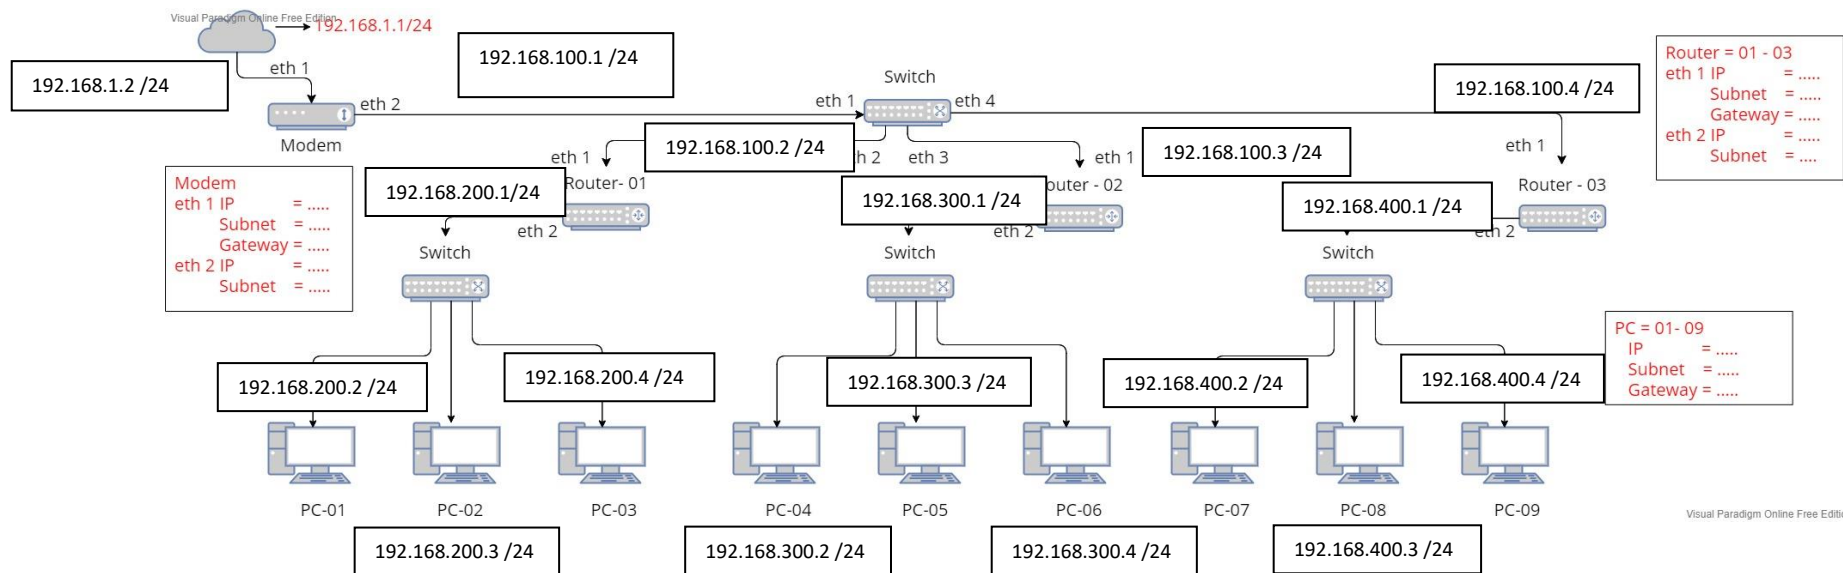 Visual Paradigm Online Free Edition
192.168.1.1/24
192.168.1.2 /24
eth 1
192.168.100.1 /24
Modem
eth 2
Switch
eth 1
eth 4
192.168.100.4 /24
Router = 01 - 03
eth 1 IP = .....
Subnet = .....
Gateway = .....
eth 2 IP = .....
Subnet = ....
192.168.100.2 /24
h 2
eth 3
192.168.100.3 /24
eth 1
eth 1
eth 1
Modem
eth 1 IP = .....
Subnet = .....
Gateway = .....
eth 2 IP = .....
Subnet = .....
192.168.200.1/24
Router- 01
192.168.300.1 /24
outer - 02
192.168.400.1 /24
Router - 03
eth 2
eth 2
eth 2
Switch
Switch
Switch
PC = 01- 09
IP = .....
Subnet = .....
Gateway = .....
192.168.200.2 /24
192.168.200.4 /24
192.168.300.3 /24
192.168.400.2 /24
192.168.400.4 /24
PC-01
PC-02
PC-03
PC-04
PC-05
PC-06
PC-07
PC-08
PC-09
Visual Paradigm Online Free Editio
192.168.200.3 /24
192.168.300.2 /24
192.168.300.4 /24
192.168.400.3 /24